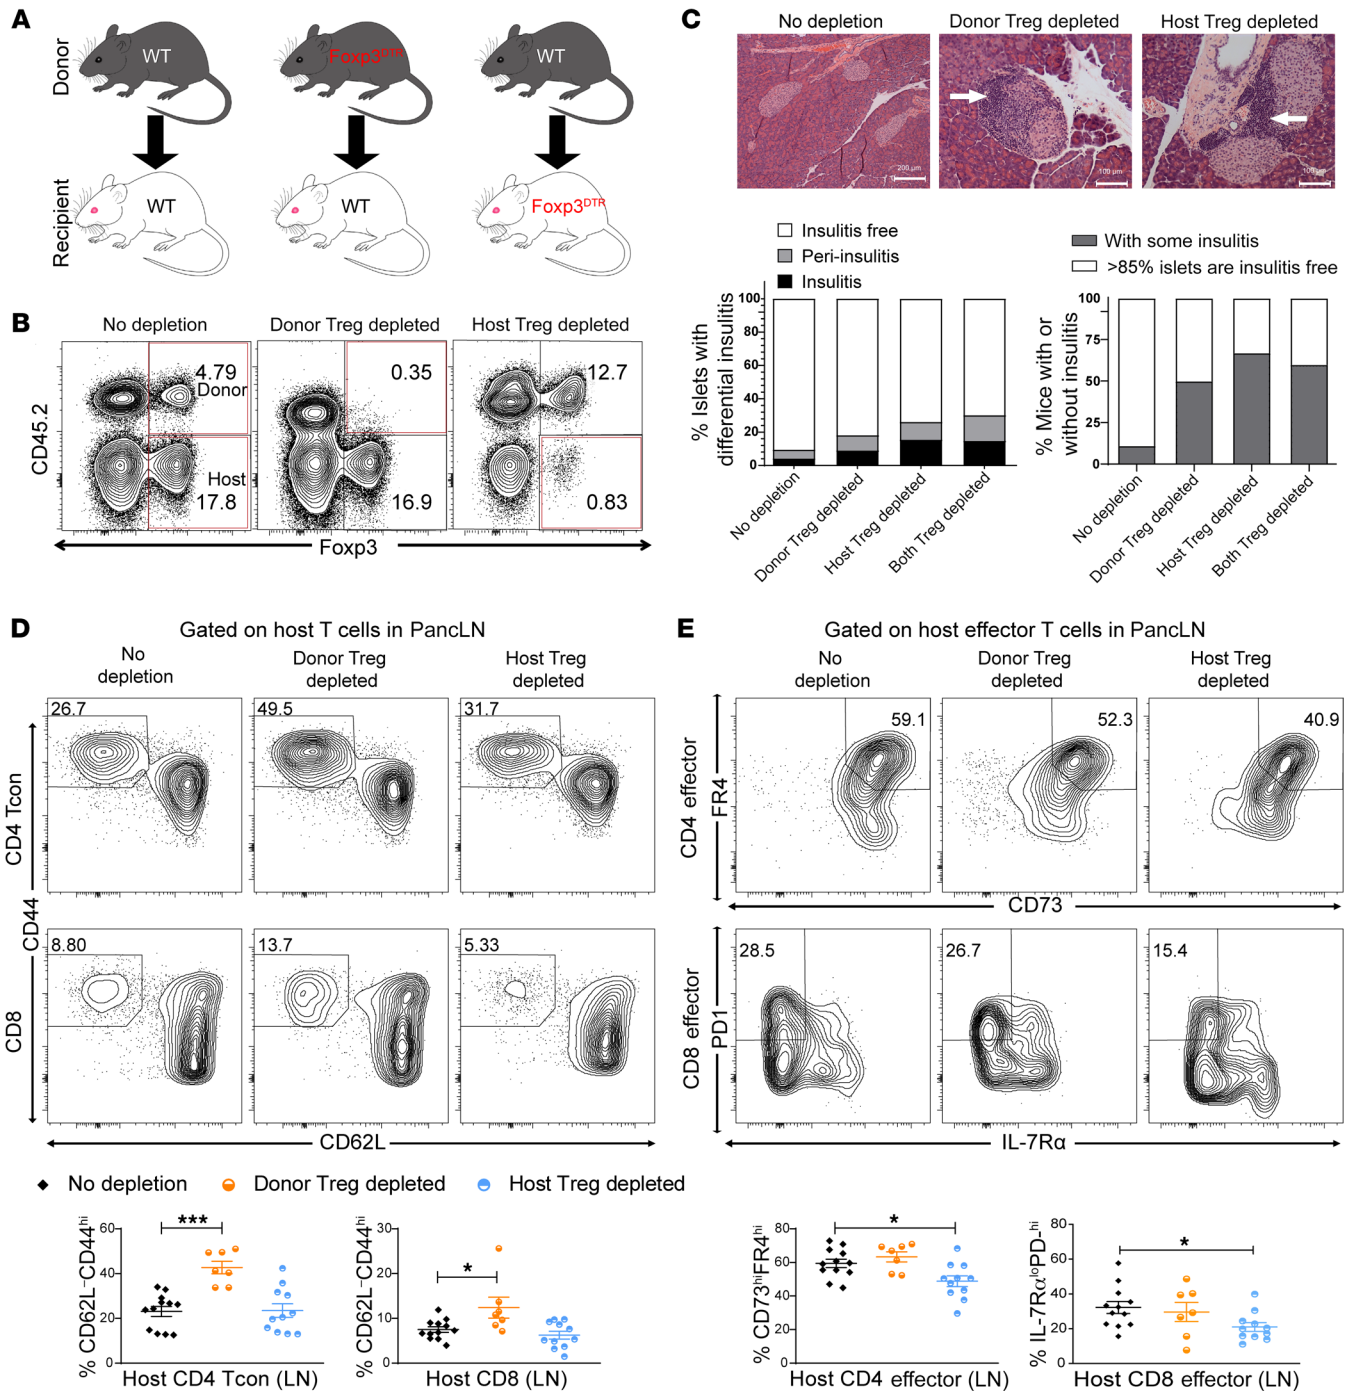 A
Donor
WT
Foxp3DTR
WT
Recipient
WT
WT
Foxp3DTR
B
No depletion
Donor Treg depleted
Host Treg depleted
CD45.2
4.79
Donor
Host
17.8
0.35
16.9
12.7
0.83
Foxp3
C
No depletion
Donor Treg depleted
Host Treg depleted
200 µm
100 µm
100 µm
Insulitis free
Peri-insulitis
Insulitis
% Islets with
differential insulitis
100
80
60
40
20
0
No depletion
Donor Treg depleted
Host Treg depleted
Both Treg depleted
With some insulitis
>85% islets are insulitis free
% Mice with or
without insulitis
100
75
50
25
0
No depletion
Donor Treg depleted
Host Treg depleted
Both Treg depleted
D
Gated on host T cells in PancLN
No
depletion
Donor Treg
depleted
Host Treg
depleted
CD4 Tcon
26.7
49.5
31.7
CD44
CD8
8.80
13.7
5.33
CD62L
No depletion
Donor Treg depleted
Host Treg depleted
% CD62L–CD44hi
60
40
20
0
***
Host CD4 Tcon (LN)
% CD62L–CD44hi
30
20
10
0
*
Host CD8 (LN)
E
Gated on host effector T cells in PancLN
No
depletion
Donor Treg
depleted
Host Treg
depleted
CD4 effector
FR4
59.1
52.3
40.9
CD73
CD8 effector
PD1
28.5
26.7
15.4
IL-7Rα
% CD73hiFR4hi
80
60
40
20
0
*
Host CD4 effector (LN)
% IL-7RαloPD-hi
80
60
40
20
0
*
Host CD8 effector (LN)